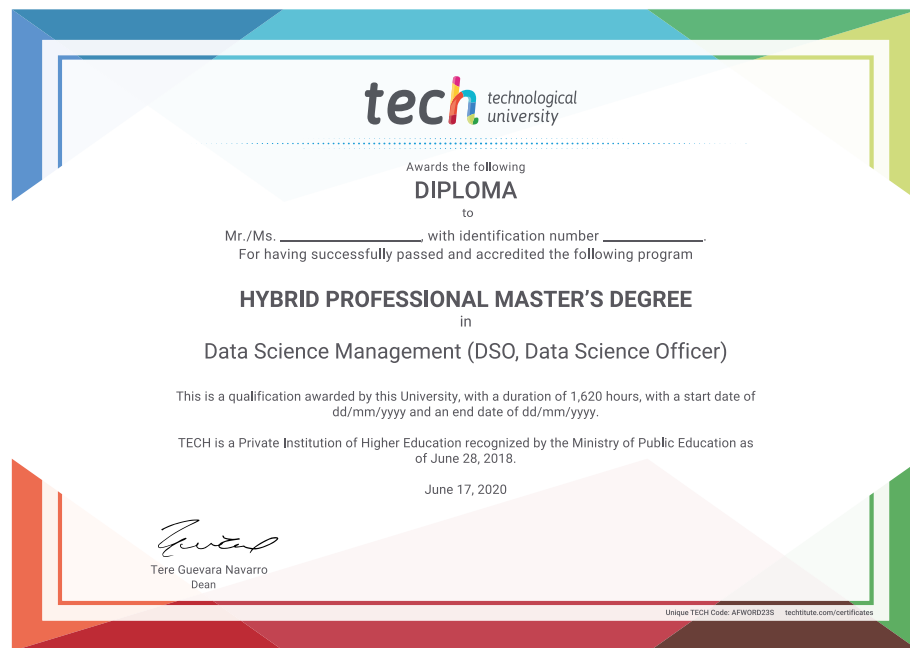 tech technological
university
Awards the following
DIPLOMA
to
Mr./Ms. ____________, with identification number ____________.
For having successfully passed and accredited the following program
HYBRID PROFESSIONAL MASTER'S DEGREE
in
Data Science Management (DSO, Data Science Officer)
This is a qualification awarded by this University, with a duration of 1,620 hours, with a start date of
dd/mm/yyyy and an end date of dd/mm/yyyy.
TECH is a Private Institution of Higher Education recognized by the Ministry of Public Education as
of June 28, 2018.
June 17, 2020
Tere Guevara Navarro
Dean
Unique TECH Code: AFWORD23S techtitute.com/certificates